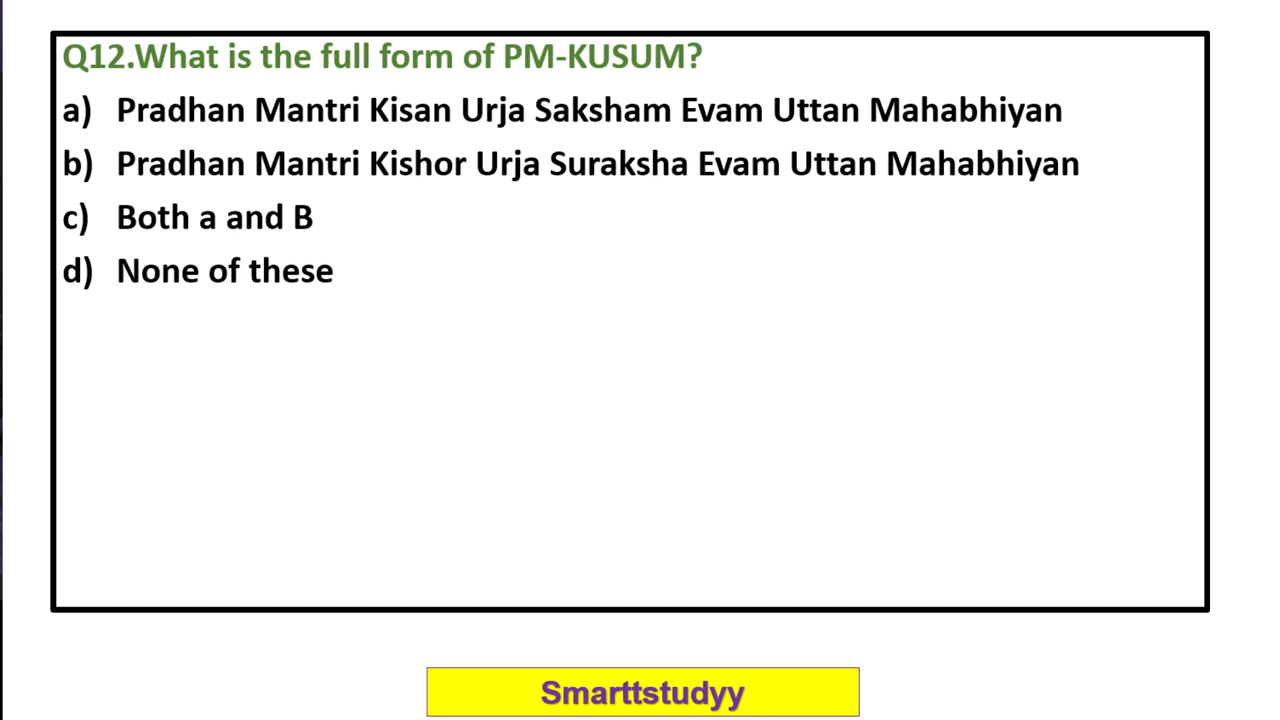 Q12.What is the full form of PM-KUSUM?
a) Pradhan Mantri Kisan Urja Saksham Evam Uttan Mahabhiyan
b) Pradhan Mantri Kishor Urja Suraksha Evam Uttan Mahabhiyan
c) Both a and B
d) None of these
Smarttstudyy